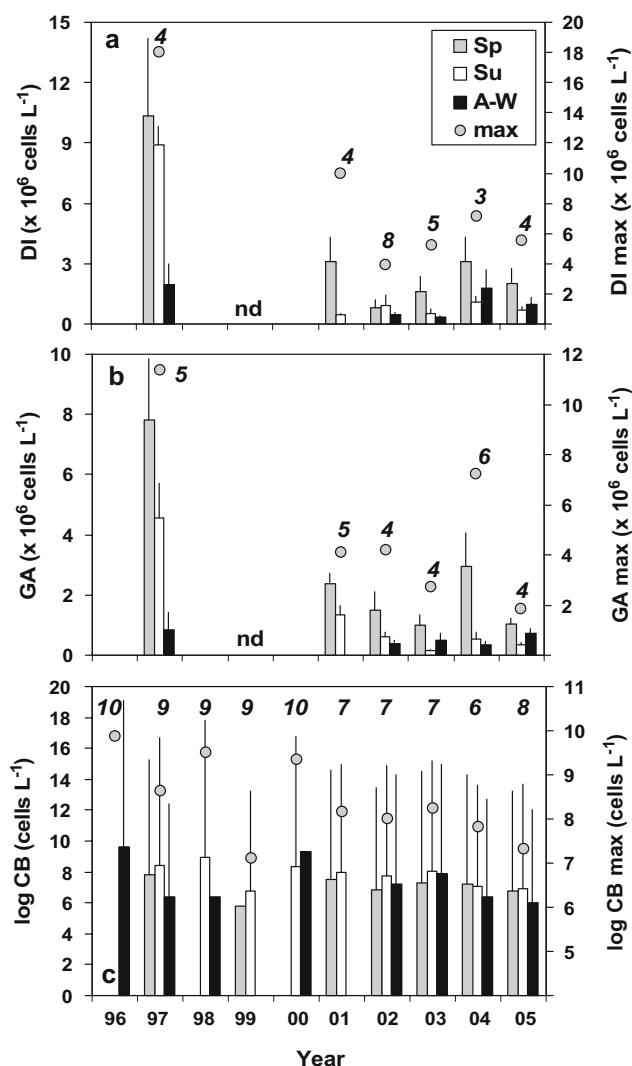 15 a 4 20
Sp
18
Su
12 16
A-W
14
max
9 4 12
DI (x 10⁶ cells L⁻¹) DI max (x 10⁶ cells L⁻¹)
10
6 3 8
8 5 4
6
3 4
nd 2
0
10 b 5 12
8 10
6 8
GA (x 10⁶ cells L⁻¹) GA max (x 10⁶ cells L⁻¹)
6
4 5 4 6
4
2 4 4
nd 2
0
20 10 9 9 9 10 7 7 7 6 8 11
18
16 10
14 9
12
10 8
log CB (cells L⁻¹) log CB max (cells L⁻¹)
8 7
6 6
4
2 5
0 c
96 97 98 99 00 01 02 03 04 05
Year